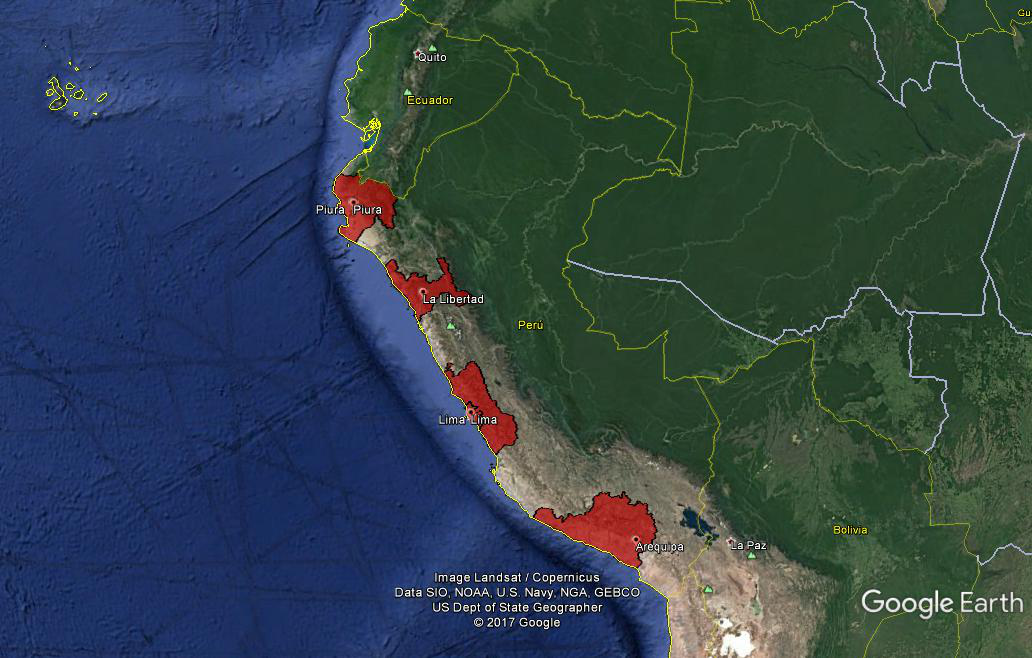 Gu
Quito
Ecuador
Piura Piura
La Libertad
Perú
Lima Lima
Arequipa
La Paz
Bolivia
Image Landsat / Copernicus
Data SIO, NOAA, U.S. Navy, NGA, GEBCO
US Dept of State Geographer
© 2017 Google
Google Earth